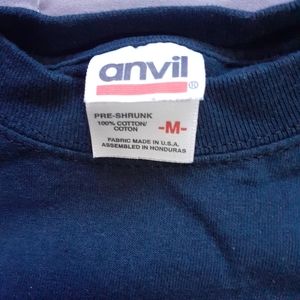 anvil
®
PRE-SHRUNK
100% COTTON/
COTON
-M-
FABRIC MADE IN U.S.A.
ASSEMBLED IN HONDURAS